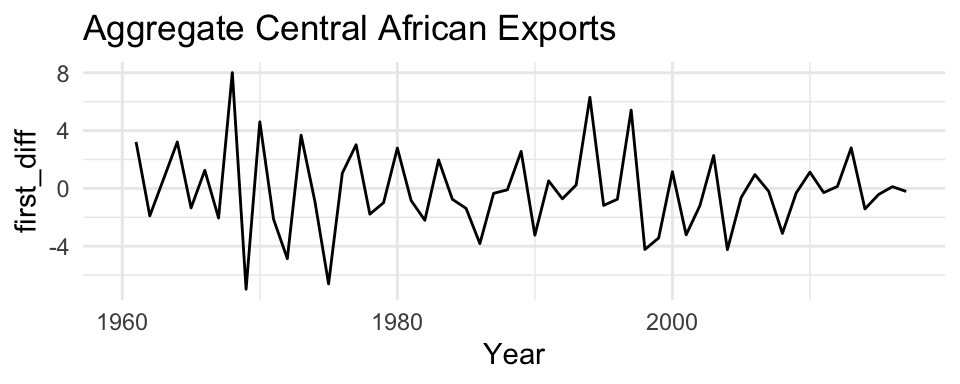 Aggregate Central African Exports
8
4
0
-4
first_diff
1960
1980
2000
Year